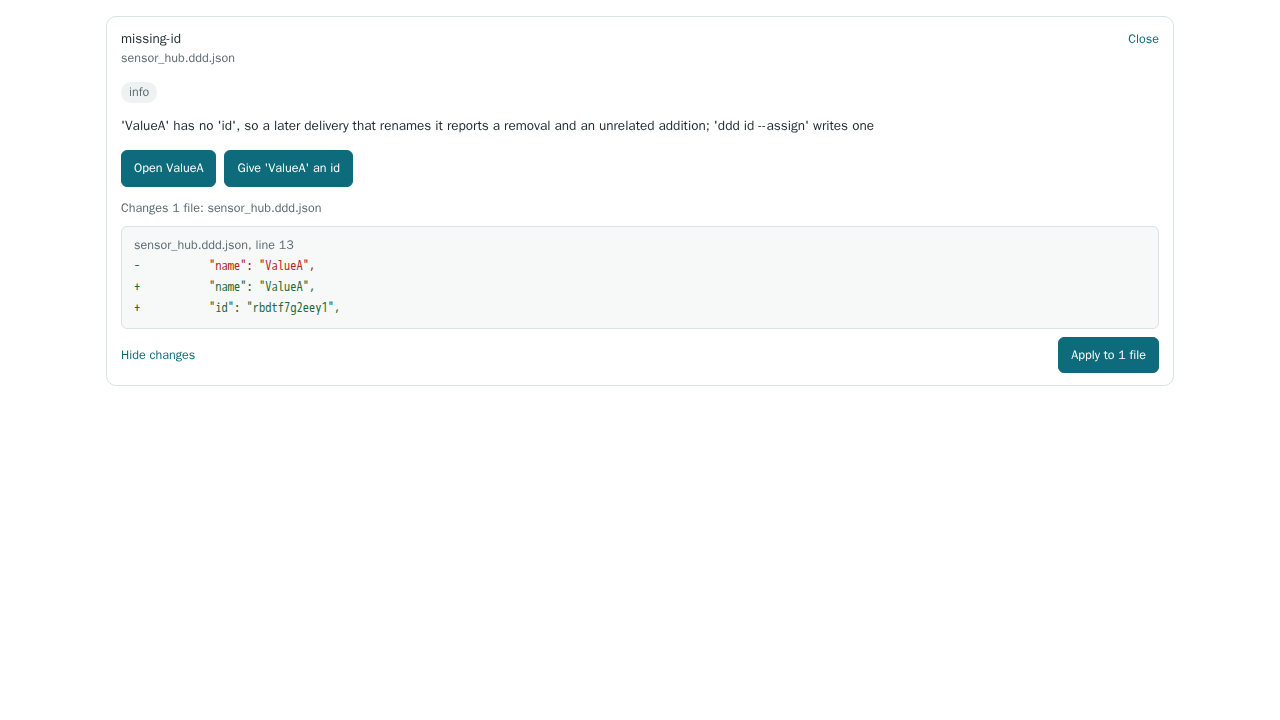 missing-id
Close
sensor_hub.ddd.json
info
'ValueA' has no 'id', so a later delivery that renames it reports a removal and an unrelated addition; 'ddd id --assign' writes one
Open ValueA
Give 'ValueA' an id
Changes 1 file: sensor_hub.ddd.json
sensor_hub.ddd.json, line 13
-          "name": "ValueA",
+          "name": "ValueA",
+          "id": "rbdtf7g2eey1",
Hide changes
Apply to 1 file